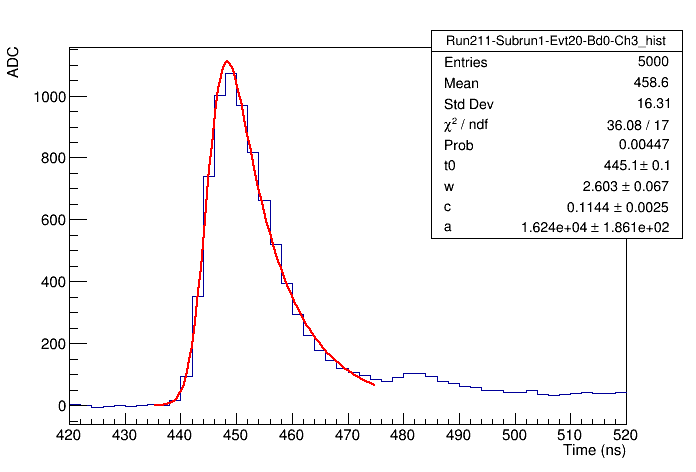 Run211-Subrun1-Evt20-Bd0-Ch3_hist
Entries 5000
Mean 458.6
Std Dev 16.31
χ² / ndf 36.08 / 17
Prob 0.00447
t0 445.1 ± 0.1
w 2.603 ± 0.067
c 0.1144 ± 0.0025
a 1.624e+04 ± 1.861e+02
ADC
1000
800
600
400
200
0
420 430 440 450 460 470 480 490 500 510 520
Time (ns)